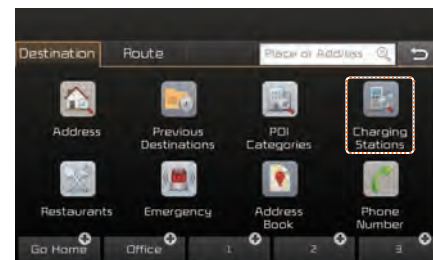 Destination Route Place or Address
Address Previous Destinations POI Categories Charging Stations
Restaurants Emergency Address Book Phone Number
Go Home Office 1 2 3